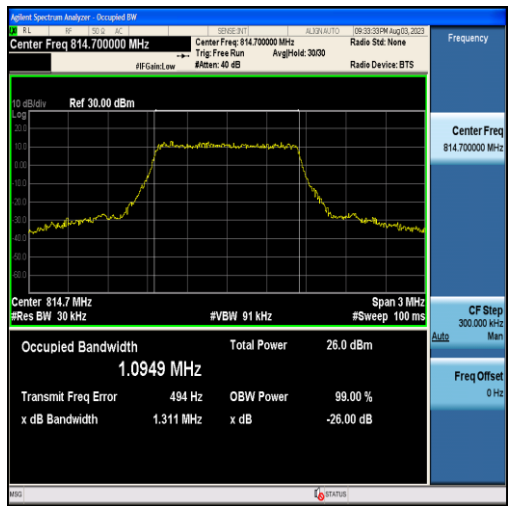 Agilent Spectrum Analyzer - Occupied BW
RL RF 50 Ω AC SENSE:INT ALIGN AUTO 09:33:33 PM Aug 03, 2023
Center Freq 814.700000 MHz
Center Freq: 814.700000 MHz
Radio Std: None
Trig: Free Run Avg|Hold: 30/30
#IFGain:Low #Atten: 40 dB Radio Device: BTS
Frequency
10 dB/div Ref 30.00 dBm
Log
20.0
10.0
0.00
-10.0
-20.0
-30.0
-40.0
-50.0
-60.0
Center Freq
814.700000 MHz
Center 814.7 MHz Span 3 MHz
#Res BW 30 kHz #VBW 91 kHz #Sweep 100 ms
CF Step
300.000 kHz
Auto Man
Occupied Bandwidth Total Power 26.0 dBm
1.0949 MHz
Transmit Freq Error 494 Hz OBW Power 99.00 %
x dB Bandwidth 1.311 MHz x dB -26.00 dB
Freq Offset
0 Hz
MSG STATUS